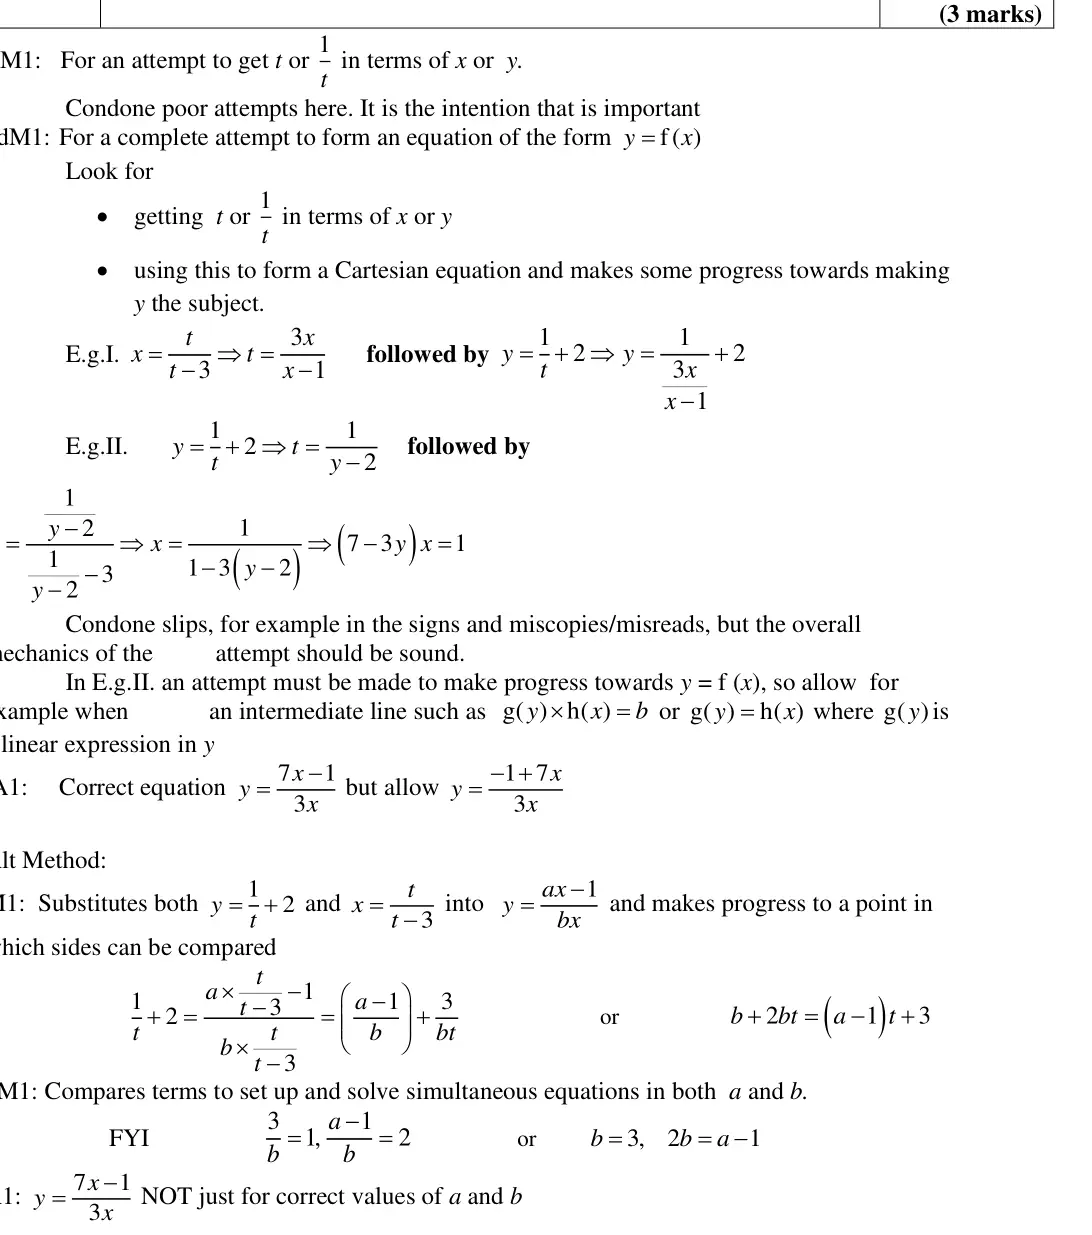 (3 marks)
M1: For an attempt to get t or 1/t in terms of x or y.
Condone poor attempts here. It is the intention that is important
dM1: For a complete attempt to form an equation of the form y = f(x)
Look for
• getting t or 1/t in terms of x or y
• using this to form a Cartesian equation and makes some progress towards making
y the subject.
E.g.I. x = t/(t−3) ⇒ t = 3x/(x−1) followed by y = 1/t + 2 ⇒ y = 1/(3x/(x−1)) + 2
E.g.II. y = 1/t + 2 ⇒ t = 1/(y−2) followed by
= (1/(y−2))/(1/(y−2) − 3) ⇒ x = 1/(1−3(y−2)) ⇒ (7−3y)x = 1
Condone slips, for example in the signs and miscopies/misreads, but the overall
mechanics of the attempt should be sound.
In E.g.II. an attempt must be made to make progress towards y = f (x), so allow for
example when an intermediate line such as g(y)×h(x) = b or g(y) = h(x) where g(y) is
linear expression in y
A1: Correct equation y = (7x−1)/3x but allow y = (−1+7x)/3x
Alt Method:
M1: Substitutes both y = 1/t + 2 and x = t/(t−3) into y = (ax−1)/bx and makes progress to a point in
which sides can be compared
1/t + 2 = (a × t/(t−3) − 1)/(b × t/(t−3)) = ((a−1)/b) + 3/bt or b + 2bt = (a−1)t + 3
M1: Compares terms to set up and solve simultaneous equations in both a and b.
FYI 3/b = 1, (a−1)/b = 2 or b = 3, 2b = a − 1
1: y = (7x−1)/3x NOT just for correct values of a and b